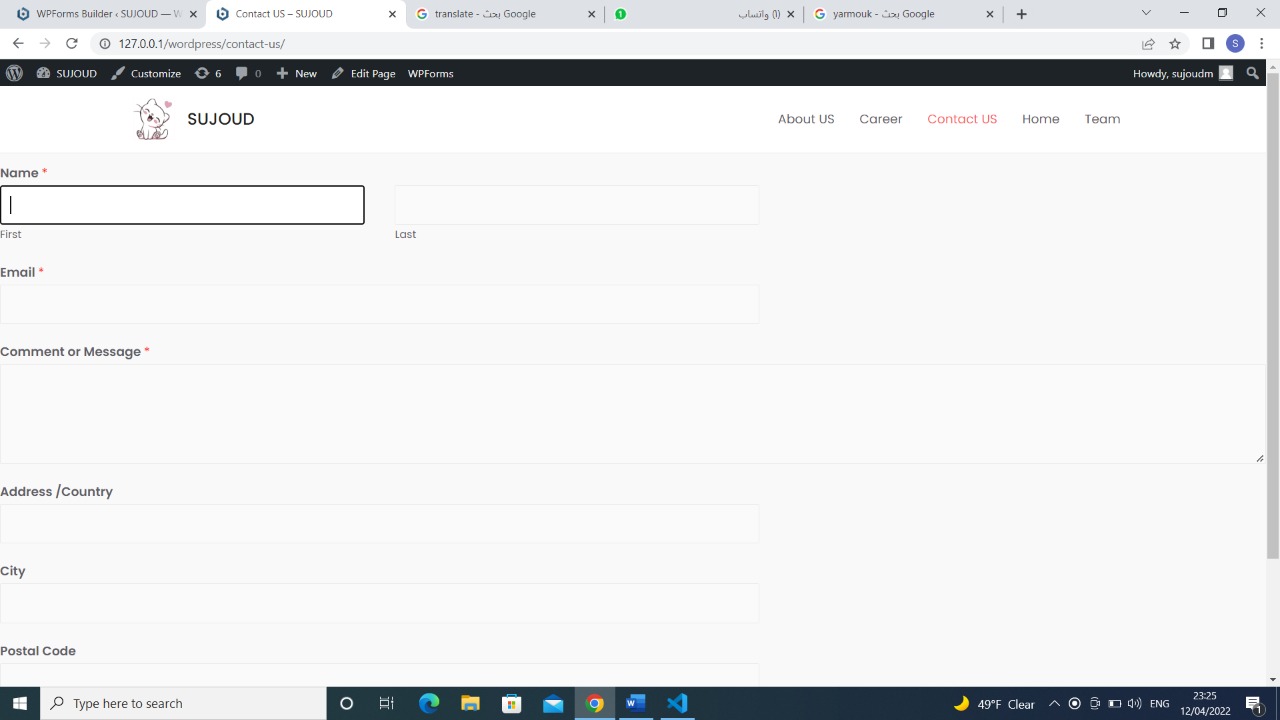 WPForms Builder ‹ SUJOUD — W
Contact US – SUJOUD
translate - بحث Google
(1) واتساب
yarmouk - بحث Google
127.0.0.1/wordpress/contact-us/
S
SUJOUD
Customize
6
0
New
Edit Page
WPForms
Howdy, sujoudm
SUJOUD
About US
Career
Contact US
Home
Team
Name *
First
Last
Email *
Comment or Message *
Address /Country
City
Postal Code
Type here to search
49°F Clear
ENG
23:25
12/04/2022
1